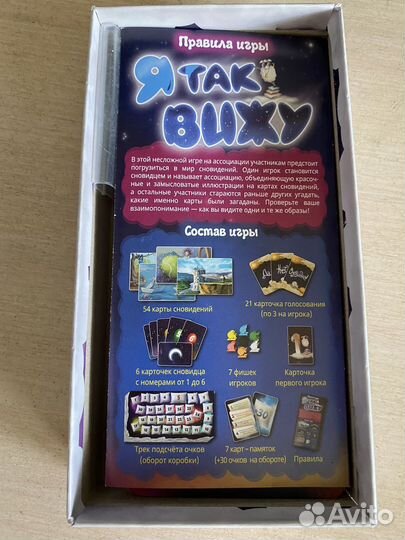 Правила игры
Я ТАК
ВИЖУ
В этой несложной игре на ассоциации участникам предстоит
погрузиться в мир сновидений. Один игрок становится
сновидцем и называет ассоциацию, объединяющую красоч-
ные и замысловатые иллюстрации на картах сновидений,
а остальные участники стараются раньше других угадать,
какие именно карты были загаданы. Проверьте ваше
взаимопонимание — как вы видите одни и те же образы!
Состав игры
54 карты сновидений
21 карточка голосования
(по 3 на игрока)
6 карточек сновидца
с номерами от 1 до 6
7 фишек
игроков
Карточка
первого игрока
Трек подсчёта очков
(оборот коробки)
7 карт – памяток
(+30 очков на обороте)
Правила
Avito